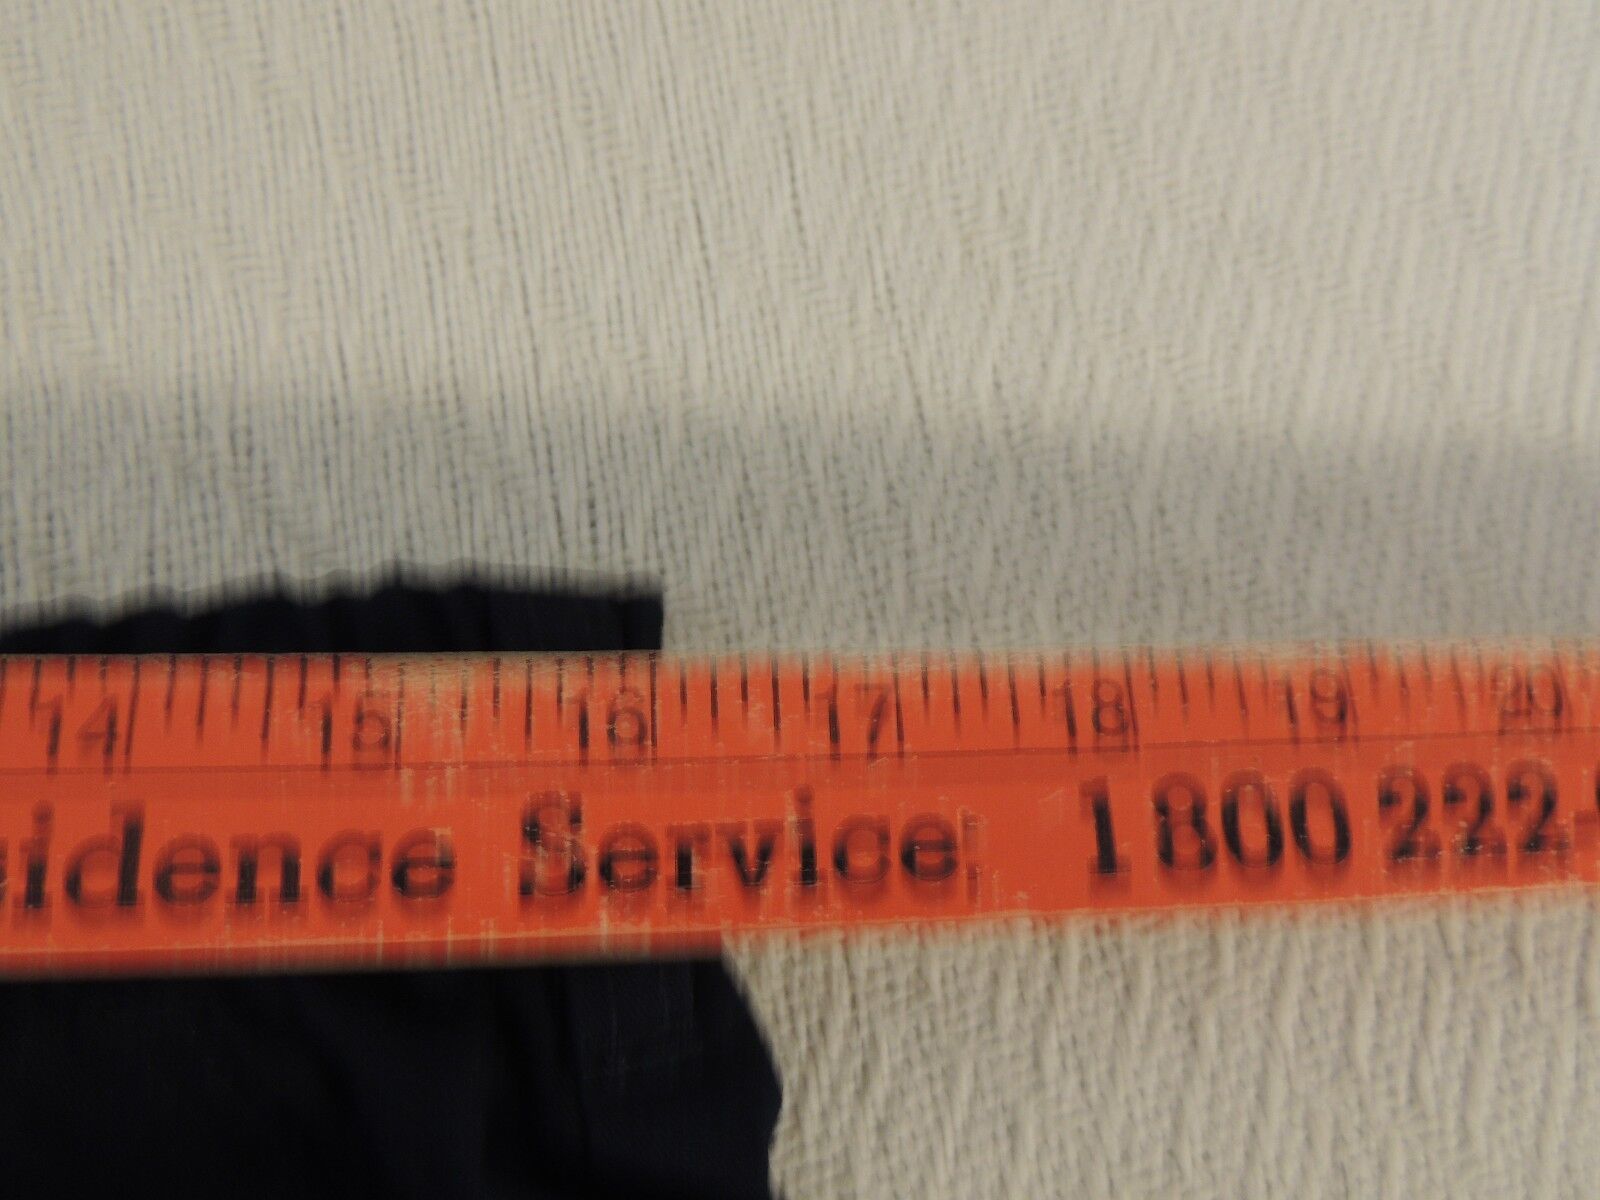 14 15 16 17 18 19 20
idence Service 1 800 222-